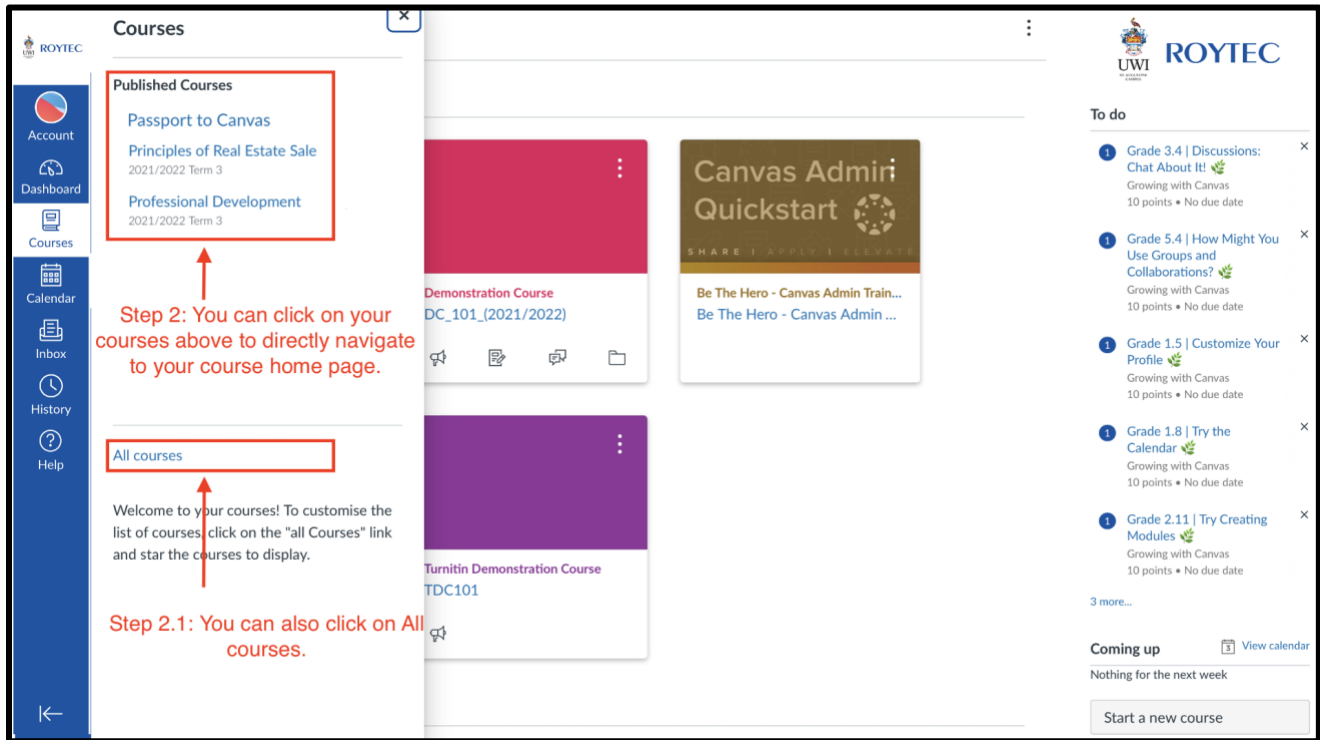 UWI
ROYTEC
Account
Dashboard
Courses
Calendar
Inbox
History
Help
Courses
Published Courses
Passport to Canvas
Principles of Real Estate Sale
2021/2022 Term 3
Professional Development
2021/2022 Term 3
Step 2: You can click on your
courses above to directly navigate
to your course home page.
All courses
Welcome to your courses! To customise the
list of courses, click on the "all Courses" link
and star the courses to display.
Step 2.1: You can also click on All
courses.
Demonstration Course
DC_101_(2021/2022)
Canvas Admin
Quickstart
SHARE | APPLY | ELEVATE
Be The Hero - Canvas Admin Train...
Be The Hero - Canvas Admin ...
Turnitin Demonstration Course
TDC101
UWI
ST. AUGUSTINE
CAMPUS
ROYTEC
To do
1 Grade 3.4 | Discussions:
Chat About It!
Growing with Canvas
10 points • No due date
1 Grade 5.4 | How Might You
Use Groups and
Collaborations?
Growing with Canvas
10 points • No due date
1 Grade 1.5 | Customize Your
Profile
Growing with Canvas
10 points • No due date
1 Grade 1.8 | Try the
Calendar
Growing with Canvas
10 points • No due date
1 Grade 2.11 | Try Creating
Modules
Growing with Canvas
10 points • No due date
3 more...
Coming up
3 View calendar
Nothing for the next week
Start a new course